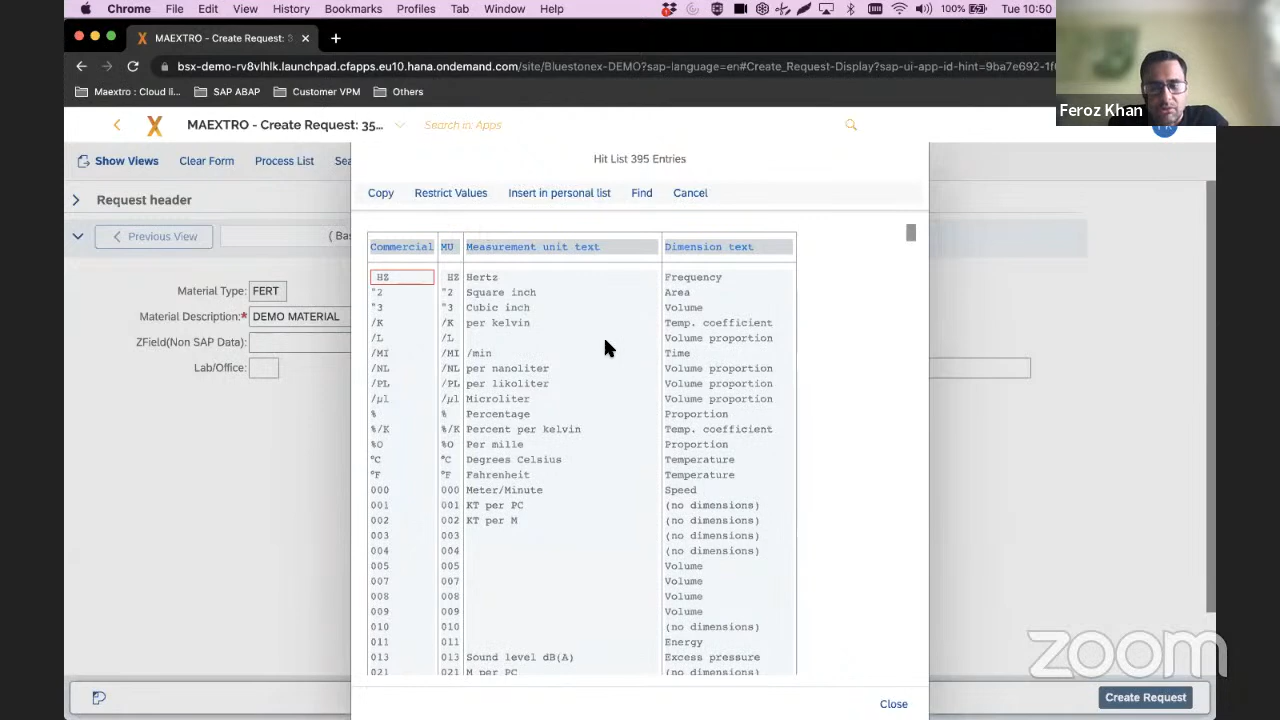 Chrome File Edit View History Bookmarks Profiles Tab Window Help 100% Tue 10:50
MAEXTRO - Create Request: 3
bsx-demo-rv8vlhlk.launchpad.cfapps.eu10.hana.ondemand.com/site/Bluestonex-DEMO?sap-language=en#Create_Request-Display?sap-ui-app-id-hint=9ba7e692-1f
Feroz Khan
Maextro : Cloud li... SAP ABAP Customer VPM Others
MAEXTRO - Create Request: 35... Search in: Apps
Show Views Clear Form Process List Sea
Hit List 395 Entries
Copy Restrict Values Insert in personal list Find Cancel
Request header
Previous View ( Bas
Material Type: FERT
Material Description:* DEMO MATERIAL
ZField(Non SAP Data):
Lab/Office:
Commercial MU Measurement unit text Dimension text
HZ HZ Hertz Frequency
"2 "2 Square inch Area
"3 "3 Cubic inch Volume
/K /K per kelvin Temp. coefficient
/L /L Volume proportion
/MI /MI /min Time
/NL /NL per nanoliter Volume proportion
/PL /PL per likoliter Volume proportion
/µl /µl Microliter Volume proportion
% % Percentage Proportion
%/K %/K Percent per kelvin Temp. coefficient
%O %O Per mille Proportion
°C °C Degrees Celsius Temperature
°F °F Fahrenheit Temperature
000 000 Meter/Minute Speed
001 001 KT per PC (no dimensions)
002 002 KT per M (no dimensions)
003 003 (no dimensions)
004 004 (no dimensions)
005 005 Volume
007 007 Volume
008 008 Volume
009 009 Volume
010 010 (no dimensions)
011 011 Energy
013 013 Sound level dB(A) Excess pressure
021 021 M per PC (no dimensions)
zoom
Create Request
Close